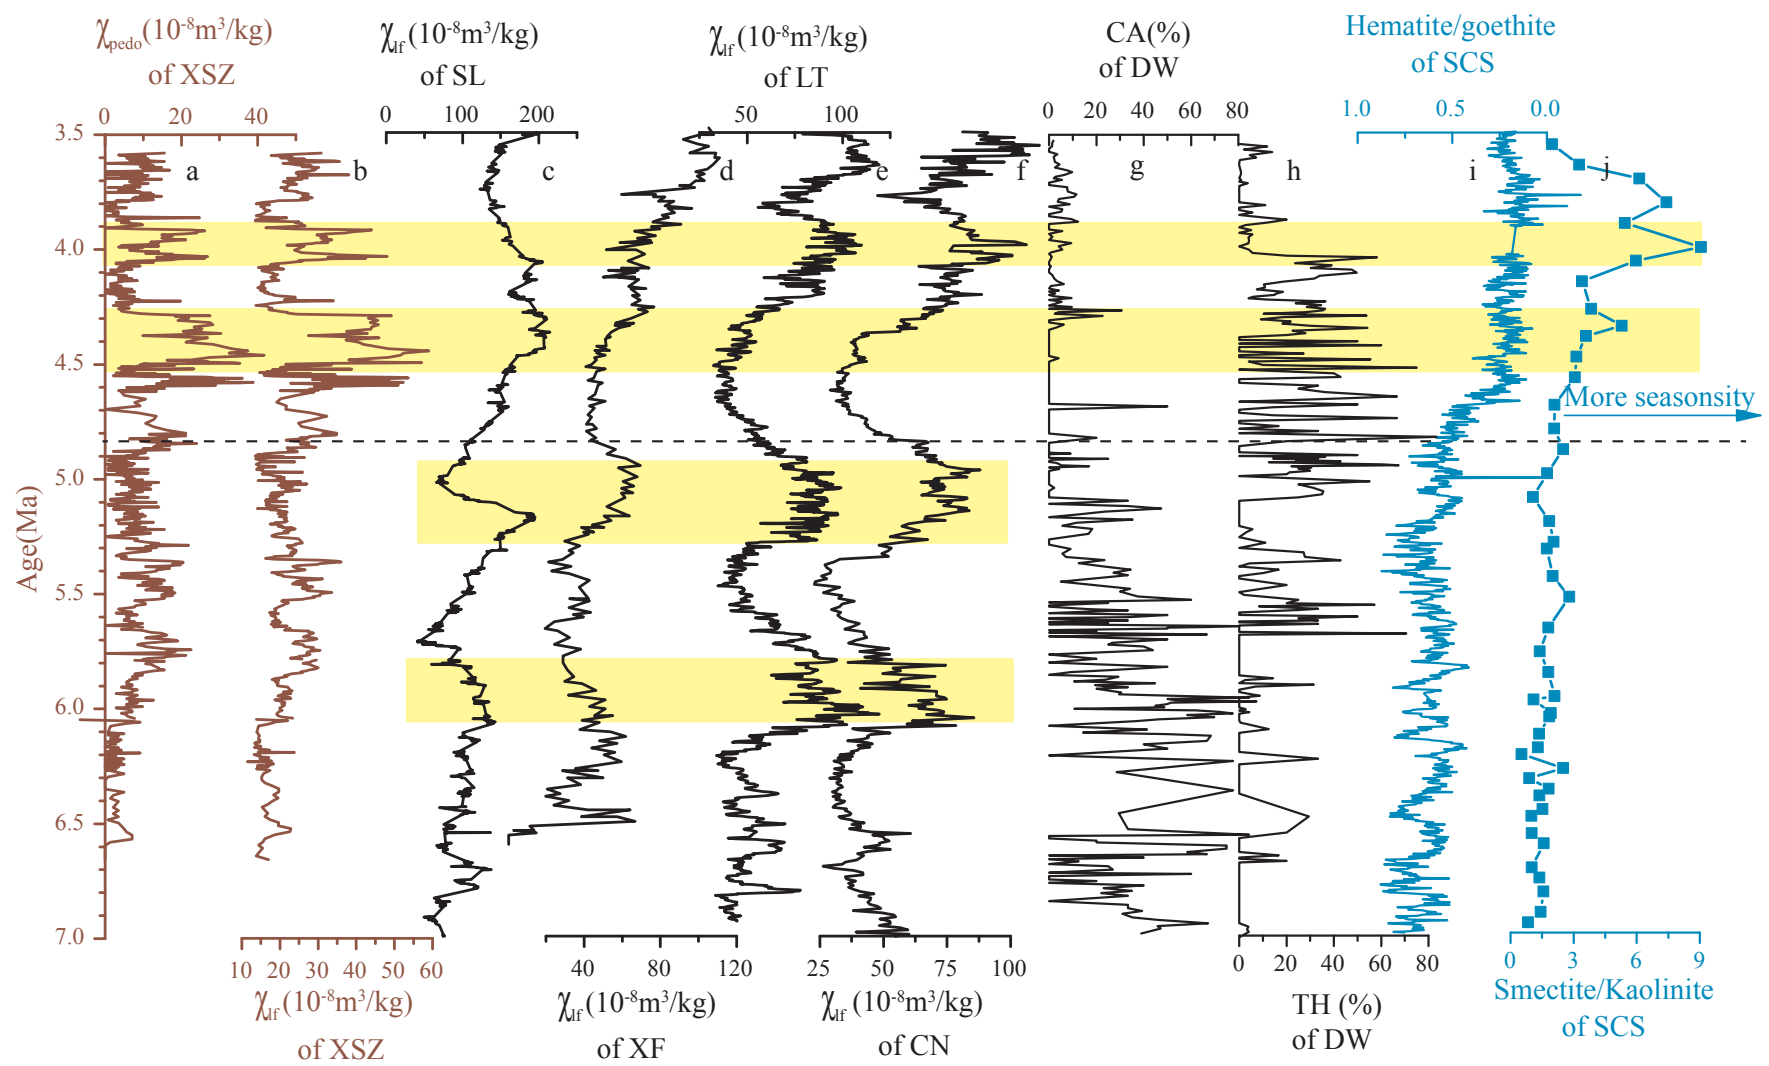 χpedo(10-8m3/kg)
of XSZ
χlf (10-8m3/kg)
of SL
χlf (10-8m3/kg)
of LT
CA(%)
of DW
Hematite/goethite
of SCS
0 20 40
0 100 200
50 100
0 20 40 60 80
1.0 0.5 0.0
3.5
4.0
4.5
5.0
5.5
6.0
6.5
7.0
Age(Ma)
a b c d e f g h i j
More seasonsity
10 20 30 40 50 60
40 80 120
25 50 75 100
0 20 40 60 80
0 3 6 9
χlf (10-8m3/kg)
of XSZ
χlf (10-8m3/kg)
of XF
χlf (10-8m3/kg)
of CN
TH (%)
of DW
Smectite/Kaolinite
of SCS